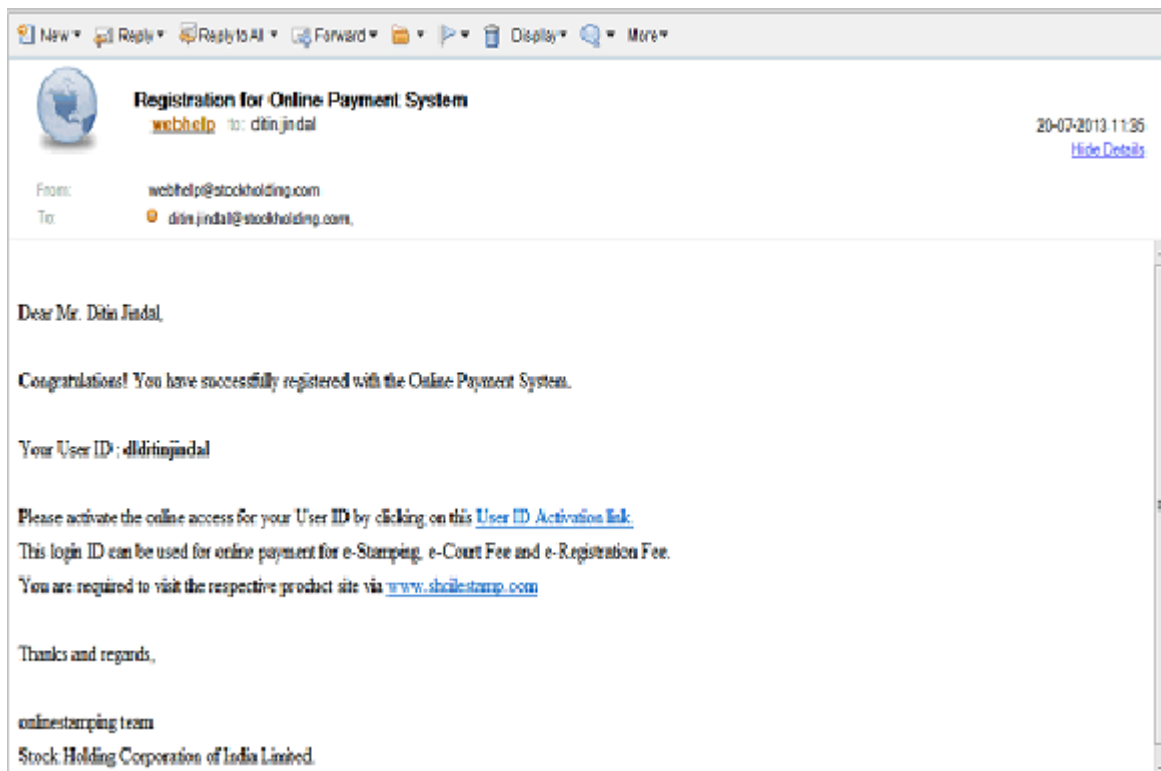 New Reply Reply to All Forward Display More
Registration for Online Payment System
webhelp to: ditin.jindal
20-07-2013 11:35
Hide Details
From: webhelp@stockholding.com
To: ditin.jindal@stockholding.com,
Dear Mr. Ditin Jindal,
Congratulations! You have successfully registered with the Online Payment System.
Your User ID : dlditinjindal
Please activate the online access for your User ID by clicking on this User ID Activation link.
This login ID can be used for online payment for e-Stamping, e-Court Fee and e-Registration Fee.
You are required to visit the respective product site via www.shcilestamp.com
Thanks and regards,
onlinestamping team
Stock Holding Corporation of India Limited.